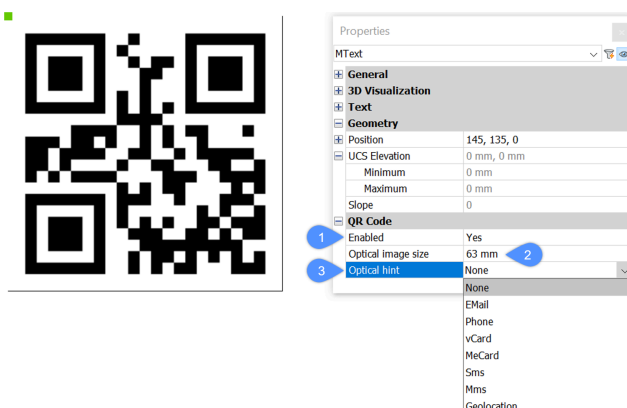 Properties
MText
General
3D Visualization
Text
Geometry
Position 145, 135, 0
UCS Elevation 0 mm, 0 mm
Minimum 0 mm
Maximum 0 mm
Slope 0
QR Code
1 Enabled Yes
Optical image size 63 mm 2
3 Optical hint None
None
EMail
Phone
vCard
MeCard
Sms
Mms
Geolocation